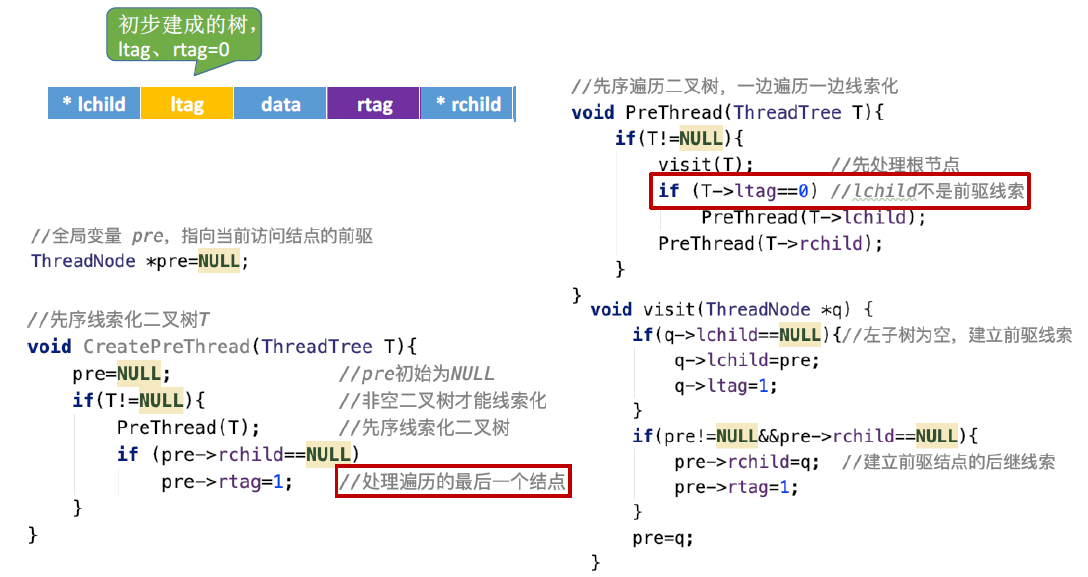 初步建成的树，
ltag、rtag=0
* lchild ltag data rtag * rchild
//全局变量 pre，指向当前访问结点的前驱
ThreadNode *pre=NULL;
//先序线索化二叉树T
void CreatePreThread(ThreadTree T){
pre=NULL; //pre初始为NULL
if(T!=NULL){ //非空二叉树才能线索化
PreThread(T); //先序线索化二叉树
if (pre->rchild==NULL)
pre->rtag=1; //处理遍历的最后一个结点
}
}
//先序遍历二叉树，一边遍历一边线索化
void PreThread(ThreadTree T){
if(T!=NULL){
visit(T); //先处理根节点
if (T->ltag==0) //lchild不是前驱线索
PreThread(T->lchild);
PreThread(T->rchild);
}
}
void visit(ThreadNode *q) {
if(q->lchild==NULL){//左子树为空，建立前驱线索
q->lchild=pre;
q->ltag=1;
}
if(pre!=NULL&&pre->rchild==NULL){
pre->rchild=q; //建立前驱结点的后继线索
pre->rtag=1;
}
pre=q;
}